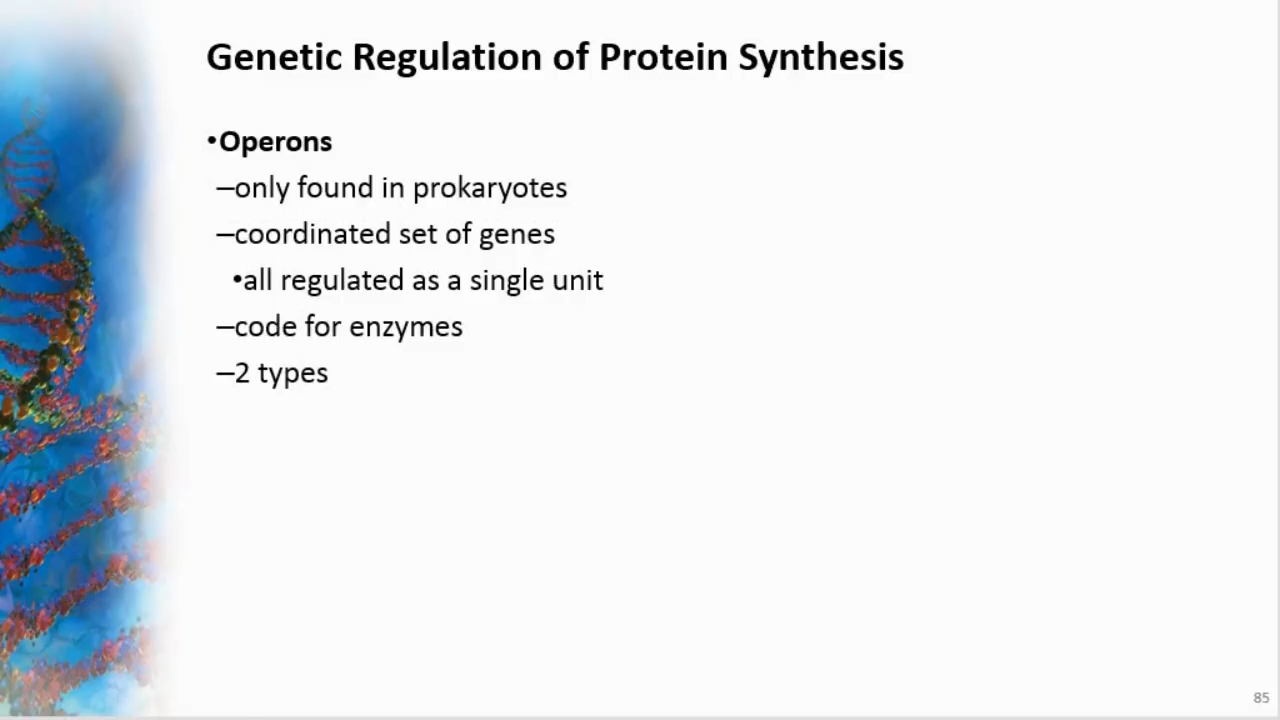 Genetic Regulation of Protein Synthesis
•Operons
–only found in prokaryotes
–coordinated set of genes
•all regulated as a single unit
–code for enzymes
–2 types
85